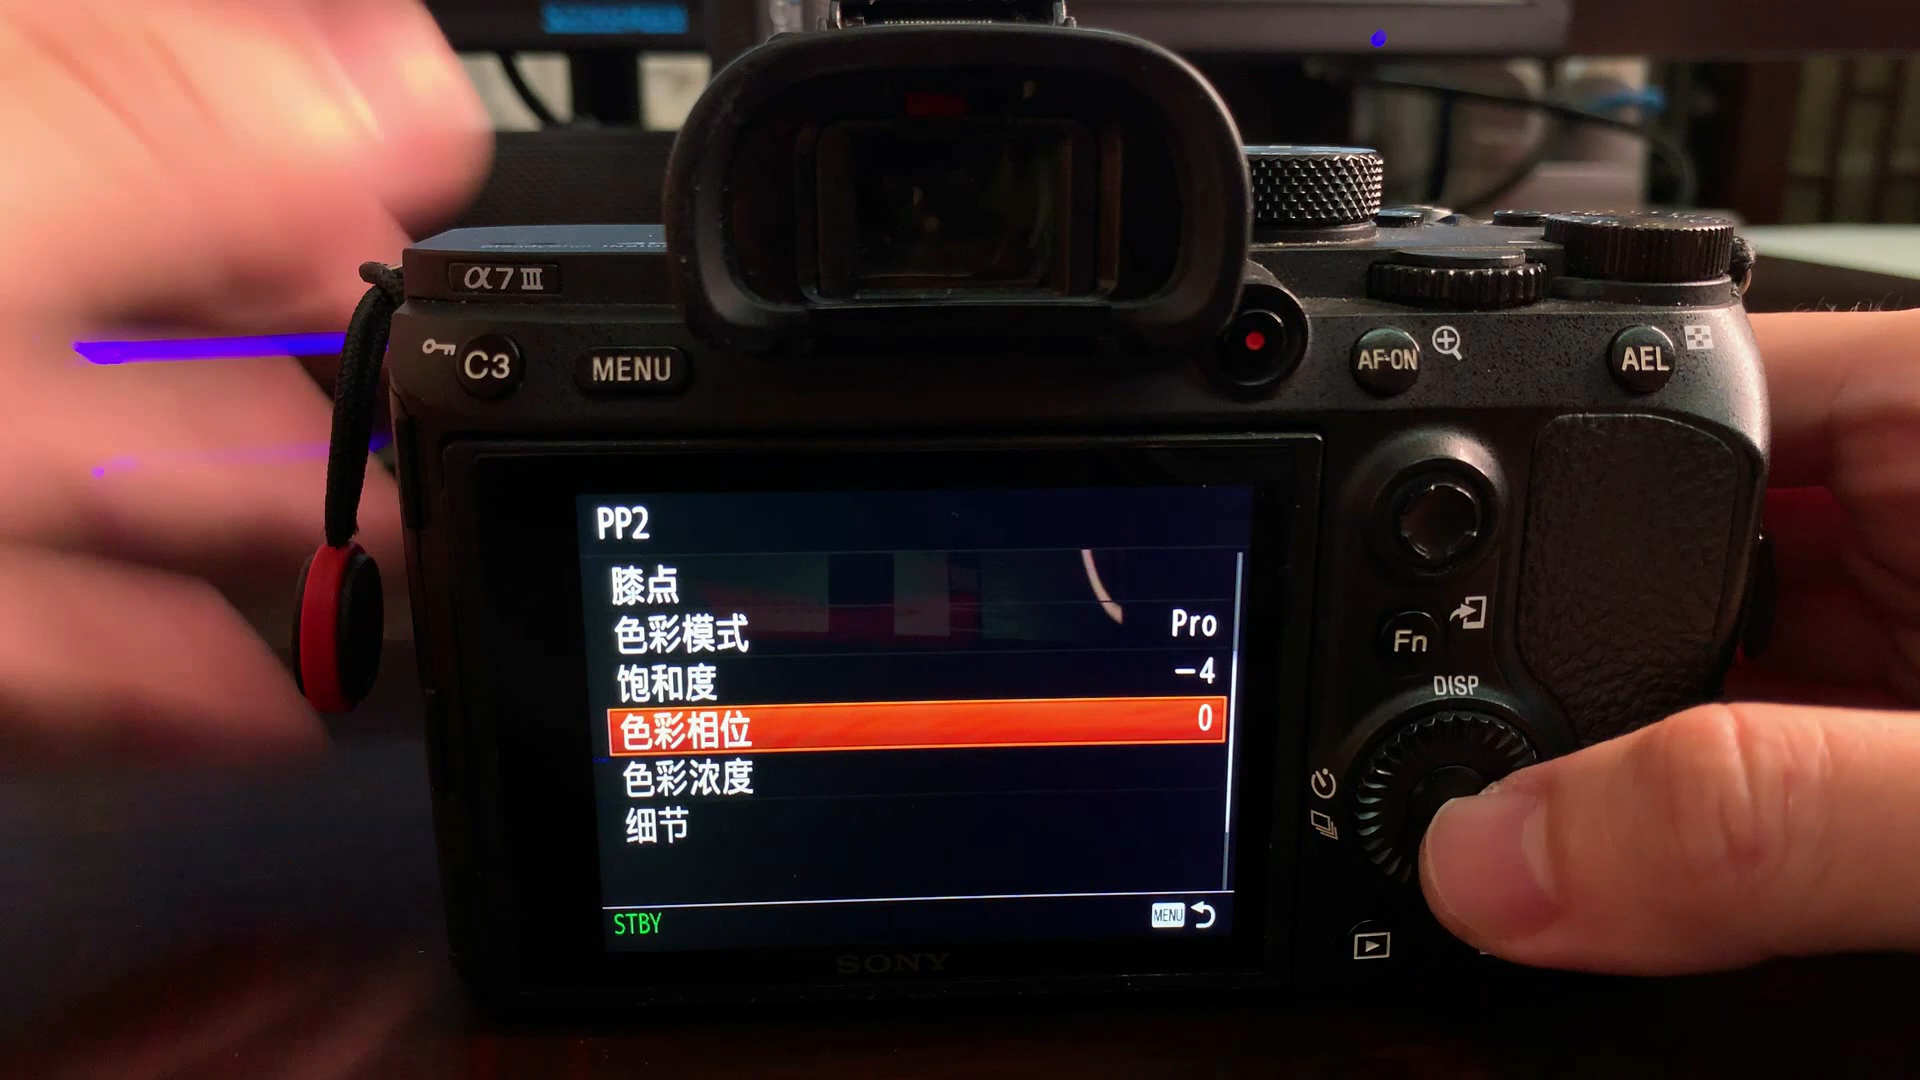 α7III
C3
MENU
AF-ON
AEL
PP2
膝点
色彩模式 Pro
饱和度 -4
色彩相位 0
色彩浓度
细节
STBY
MENU
Fn
DISP
SONY